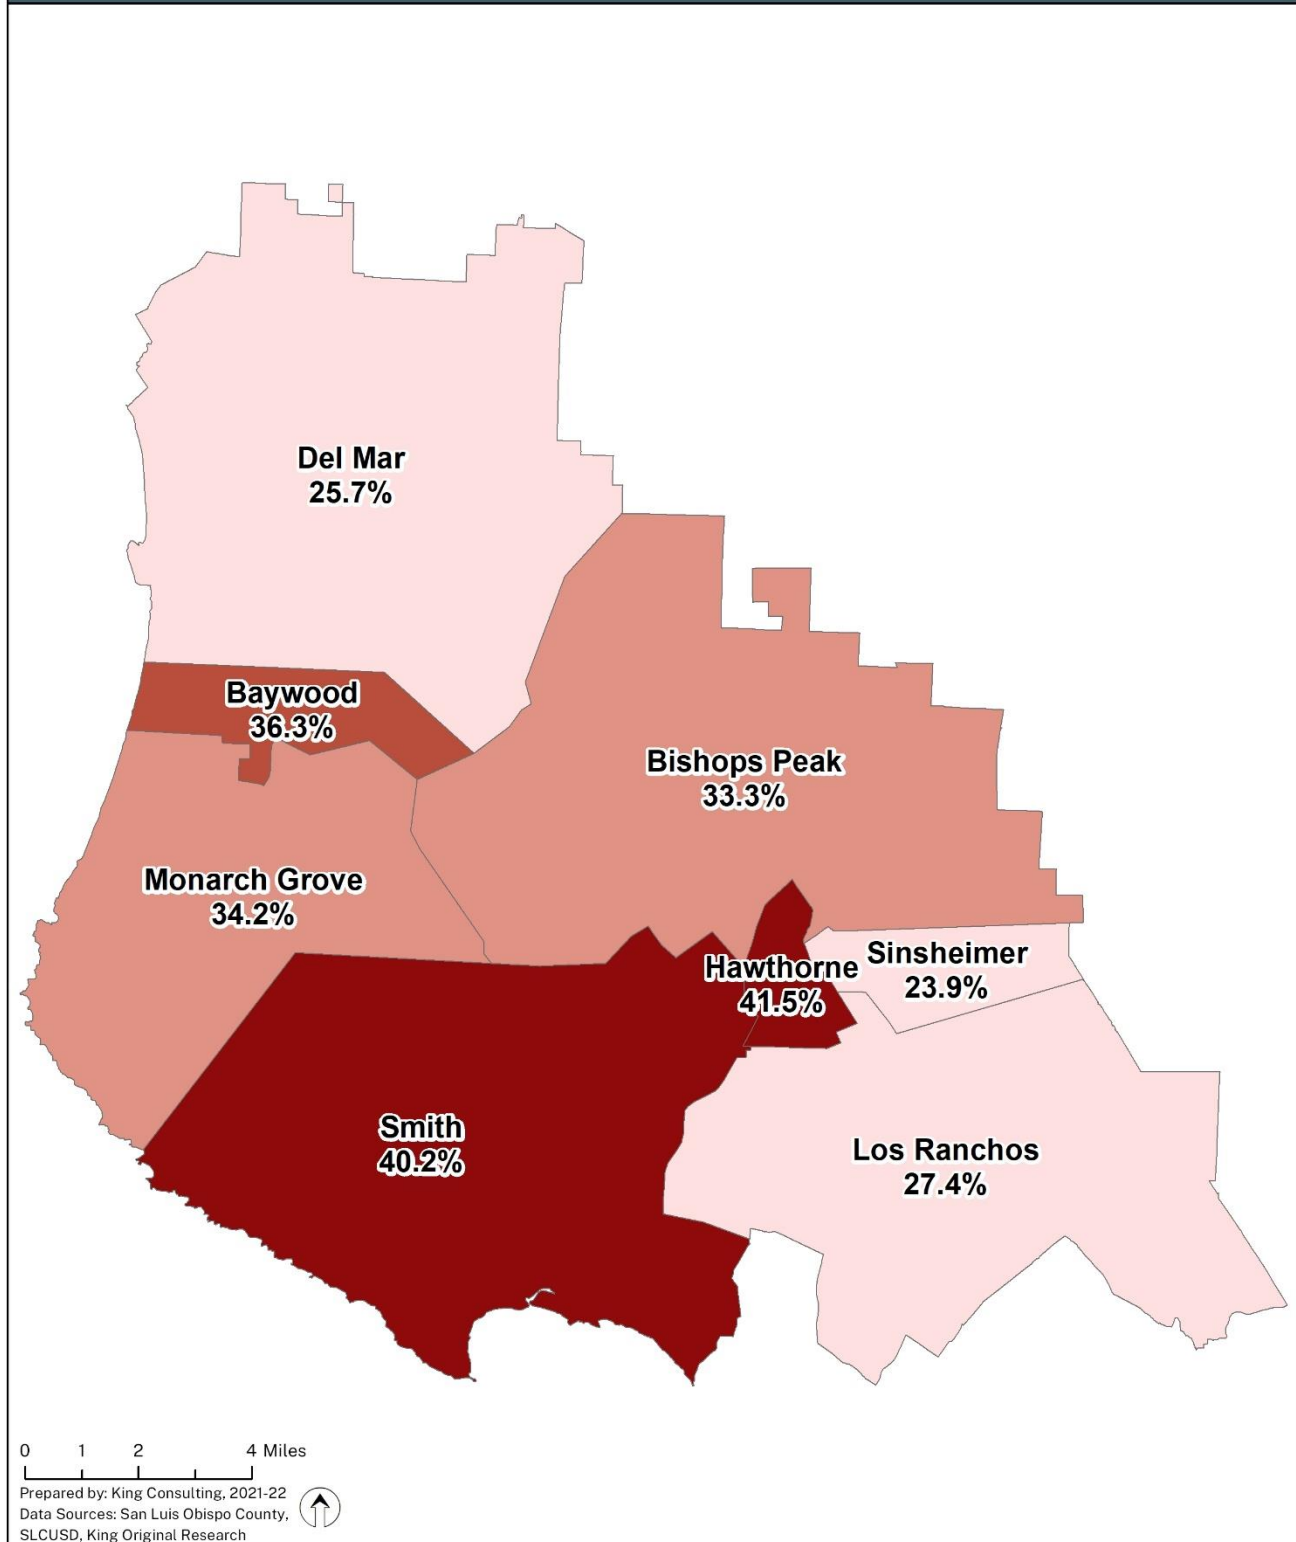 Del Mar
25.7%
Baywood
36.3%
Bishops Peak
33.3%
Monarch Grove
34.2%
Hawthorne
41.5%
Sinsheimer
23.9%
Smith
40.2%
Los Ranchos
27.4%
0 1 2 4 Miles
Prepared by: King Consulting, 2021-22
Data Sources: San Luis Obispo County,
SLCUSD, King Original Research